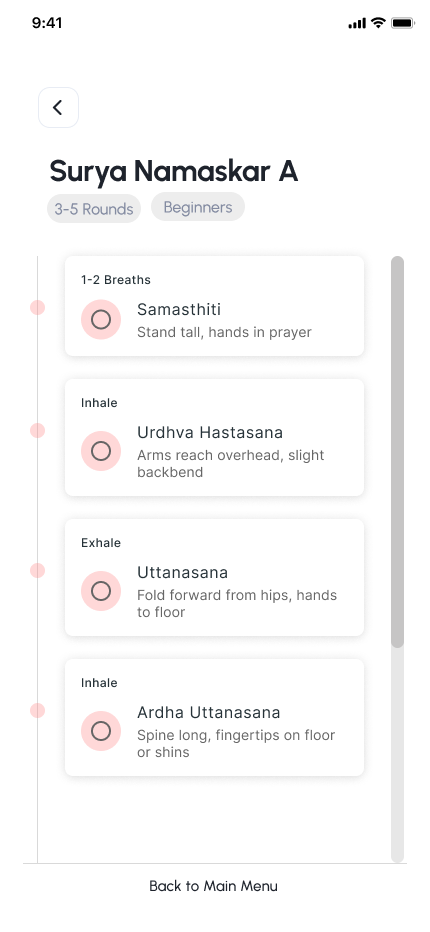 9:41
Surya Namaskar A
3-5 Rounds
Beginners
1-2 Breaths
Samasthiti
Stand tall, hands in prayer
Inhale
Urdhva Hastasana
Arms reach overhead, slight
backbend
Exhale
Uttanasana
Fold forward from hips, hands
to floor
Inhale
Ardha Uttanasana
Spine long, fingertips on floor
or shins
Back to Main Menu